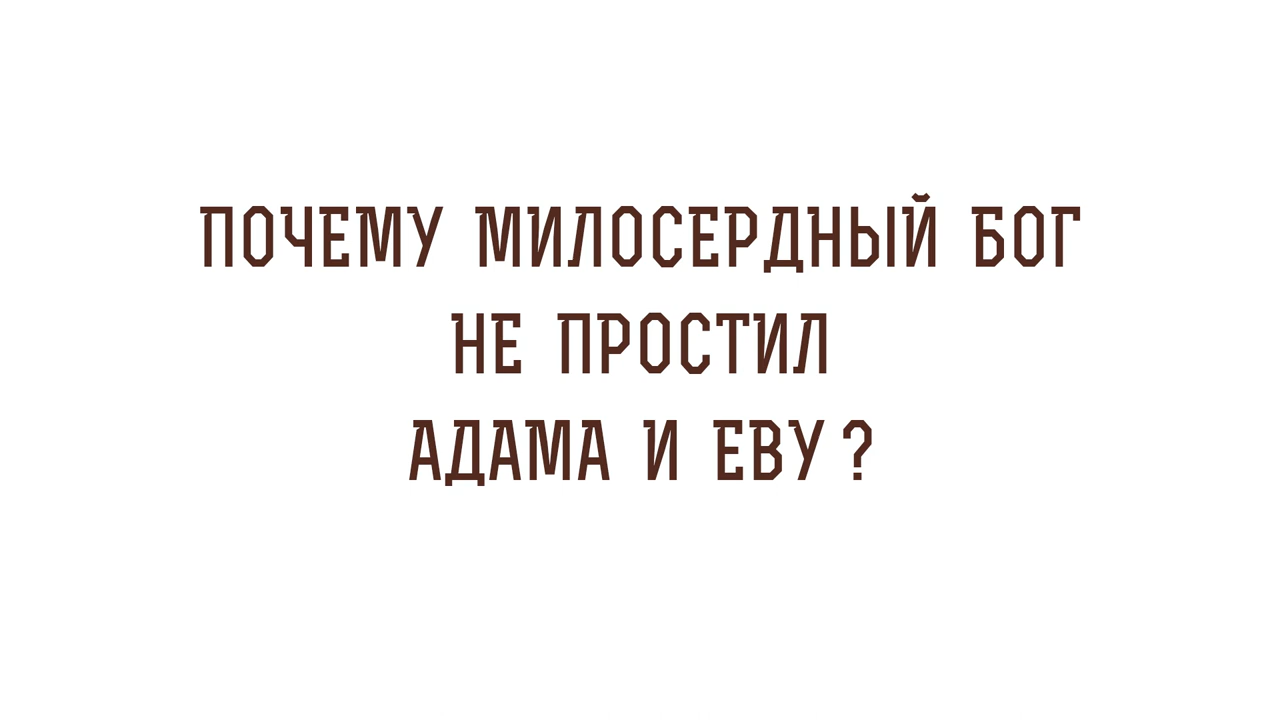 ПОЧЕМУ МИЛОСЕРДНЫЙ БОГ
НЕ ПРОСТИЛ
АДАМА И ЕВУ?